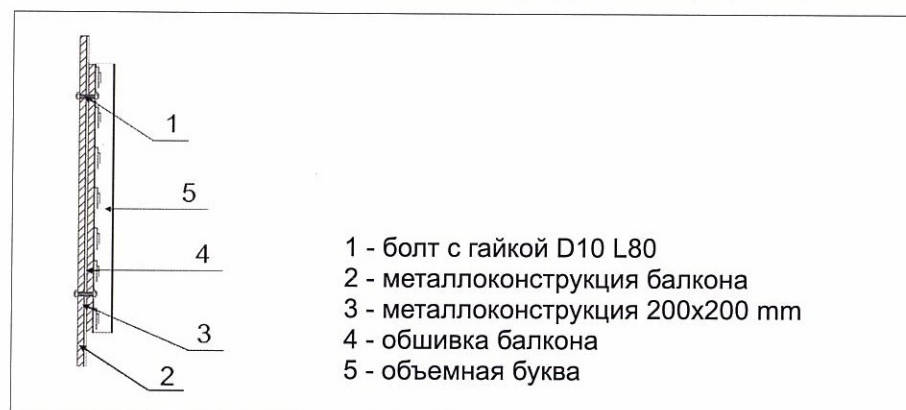 1
5
4
3
2
1 - болт с гайкой D10 L80
2 - металлоконструкция балкона
3 - металлоконструкция 200х200 mm
4 - обшивка балкона
5 - объемная буква